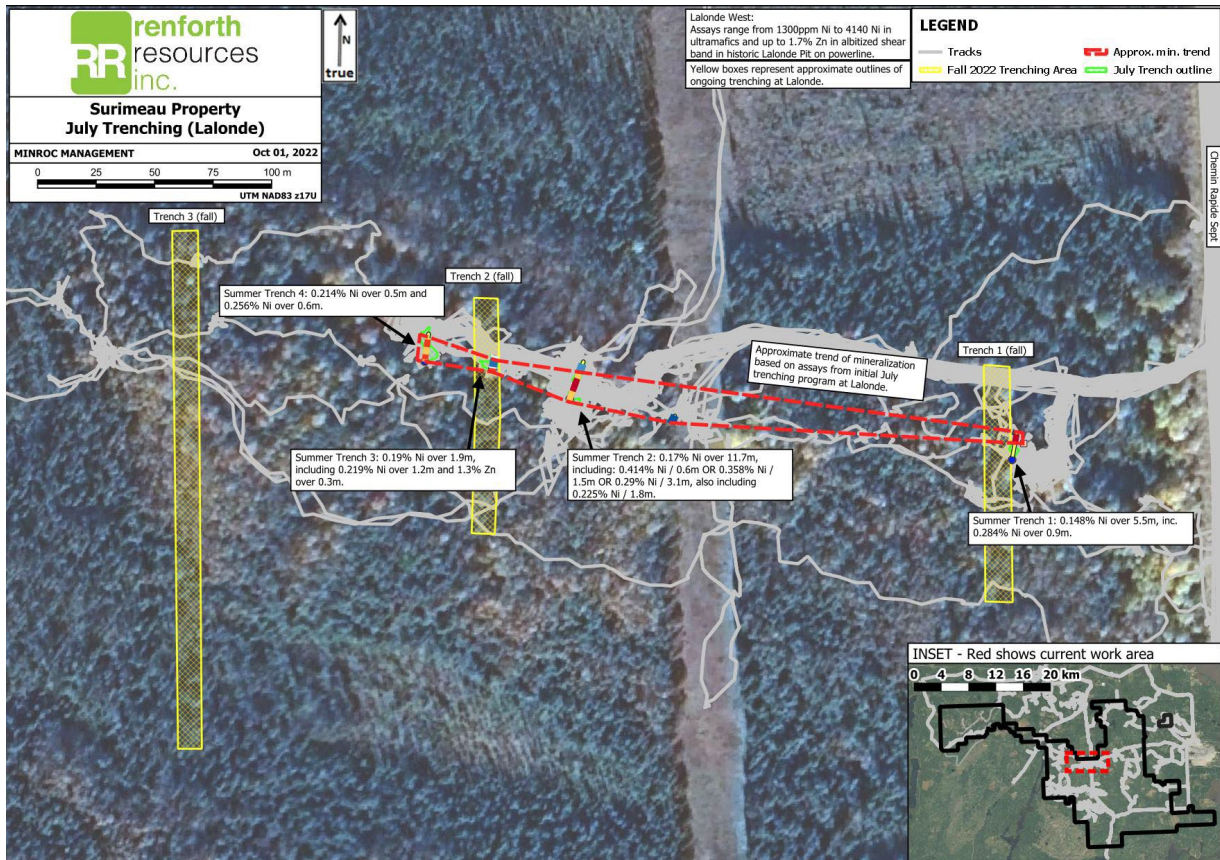 renforth
resources
inc.
RR
N
true
Surimeau Property
July Trenching (Lalonde)
MINROC MANAGEMENT Oct 01, 2022
0 25 50 75 100 m
UTM NAD83 z17U
Lalonde West:
Assays range from 1300ppm Ni to 4140 Ni in
ultramafics and up to 1.7% Zn in albitized shear
band in historic Lalonde Pit on powerline.
Yellow boxes represent approximate outlines of
ongoing trenching at Lalonde.
LEGEND
Tracks
Approx. min. trend
Fall 2022 Trenching Area
July Trench outline
Chemin Rapide Sept
Trench 3 (fall)
Trench 2 (fall)
Summer Trench 4: 0.214% Ni over 0.5m and
0.256% Ni over 0.6m.
Approximate trend of mineralization
based on assays from initial July
trenching program at Lalonde.
Trench 1 (fall)
Summer Trench 3: 0.19% Ni over 1.9m,
including 0.219% Ni over 1.2m and 1.3% Zn
over 0.3m.
Summer Trench 2: 0.17% Ni over 11.7m,
including: 0.414% Ni / 0.6m OR 0.358% Ni /
1.5m OR 0.29% Ni / 3.1m, also including
0.225% Ni / 1.8m.
Summer Trench 1: 0.148% Ni over 5.5m, inc.
0.284% Ni over 0.9m.
INSET - Red shows current work area
0 4 8 12 16 20 km